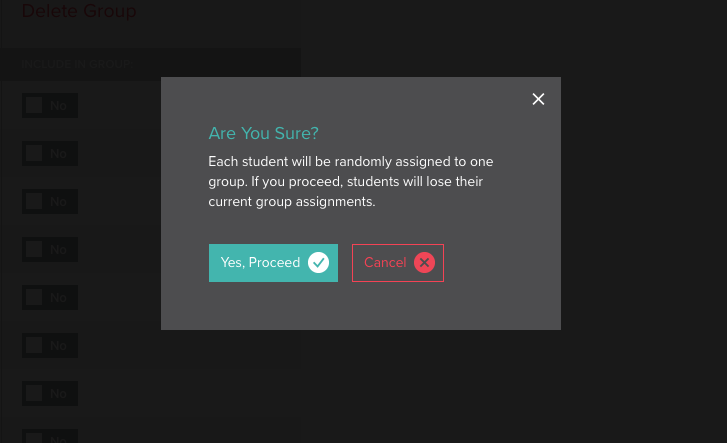 Delete Group
INCLUDE IN GROUP
No
Are You Sure?
No
Each student will be randomly assigned to one
group. If you proceed, students will lose their
No
current group assignments.
No
Yes, Proceed
Cancel
No
No
No
No